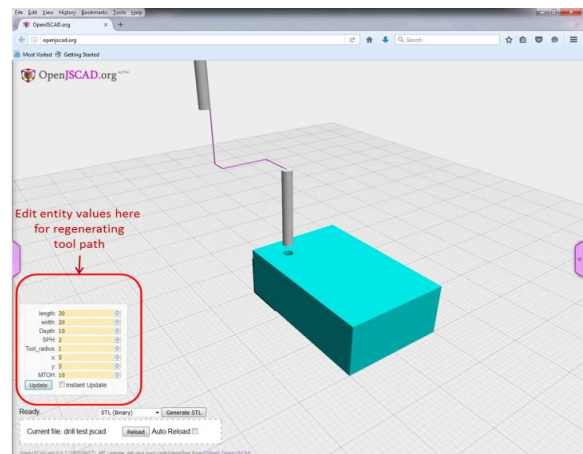 File Edit View History Bookmarks Tools Help
OpenJSCAD.org × +
openjscad.org Search
Most Visited Getting Started
OpenJSCAD.org ALPHA
Edit entity values here
for regenerating
tool path
length: 30
width: 20
Depth: 10
SPH: 2
Tool_radius: 1
x: 5
y: 5
MTOH: 10
Update Instant Update
Ready. STL (Binary) Generate STL
Current file: drill test.jscad Reload Auto Reload